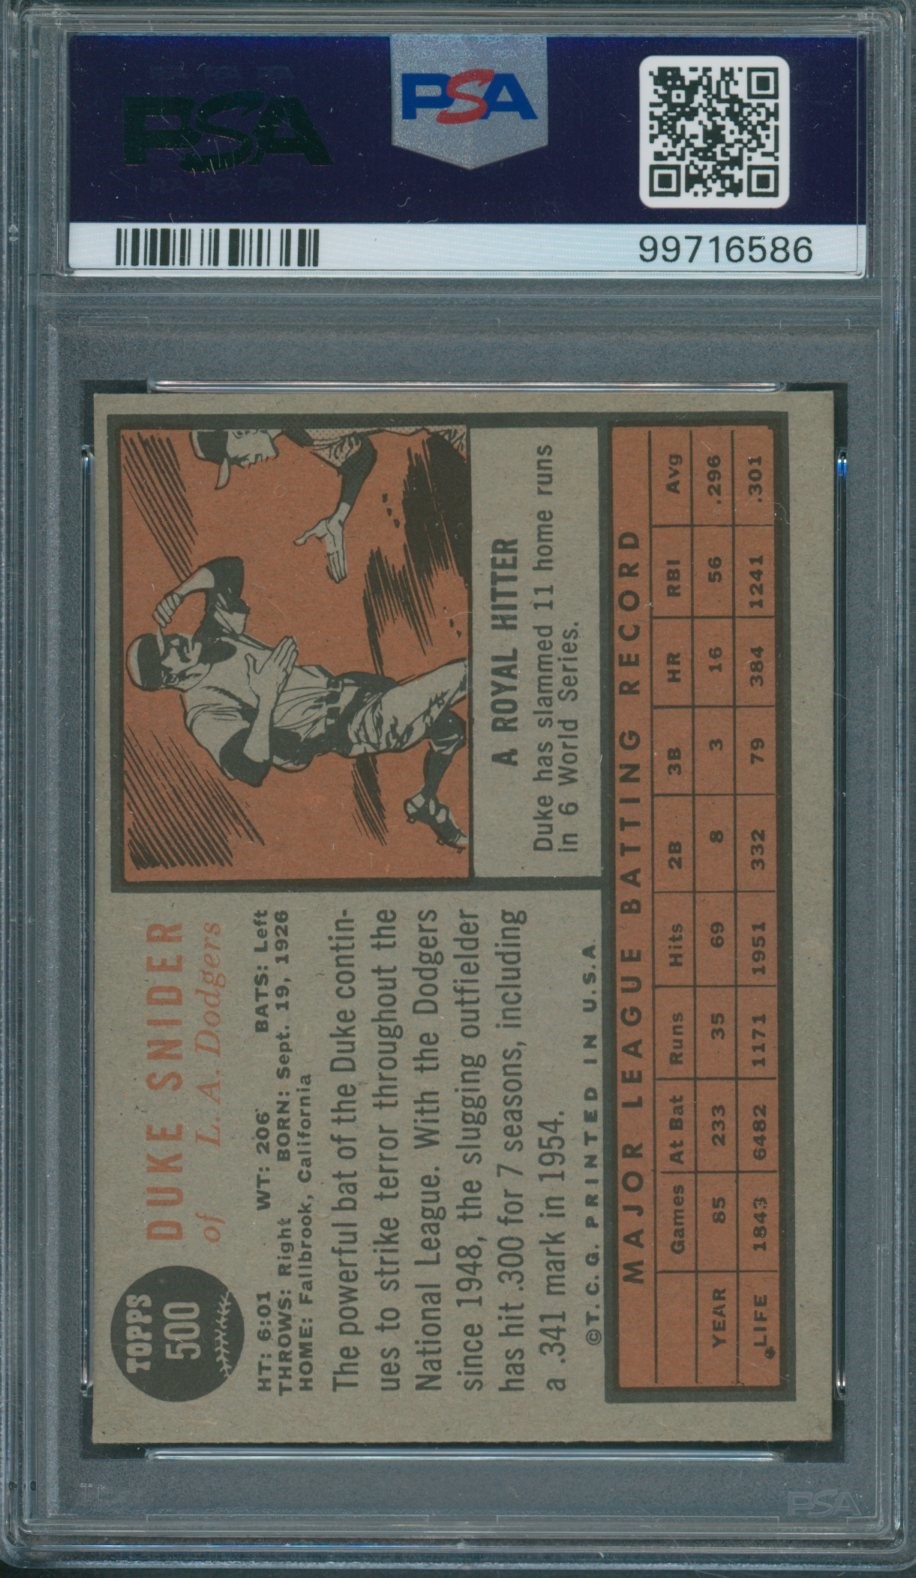 PSA
PSA
99716586
TOPPS
500
DUKE SNIDER
of L. A. Dodgers
HT: 6:01 WT: 206 BATS: Left
THROWS: Right BORN: Sept. 19, 1926
HOME: Fallbrook, California
The powerful bat of the Duke contin-
ues to strike terror throughout the
National League. With the Dodgers
since 1948, the slugging outfielder
has hit .300 for 7 seasons, including
a .341 mark in 1954.
©T. C. G. PRINTED IN U.S.A.
A ROYAL HITTER
Duke has slammed 11 home runs
in 6 World Series.
MAJOR LEAGUE BATTING RECORD
Games At Bat Runs Hits 2B 3B HR RBI Avg
YEAR 85 233 35 69 8 3 16 56 .296
LIFE 1843 6482 1171 1951 332 79 384 1241 .301
PSA